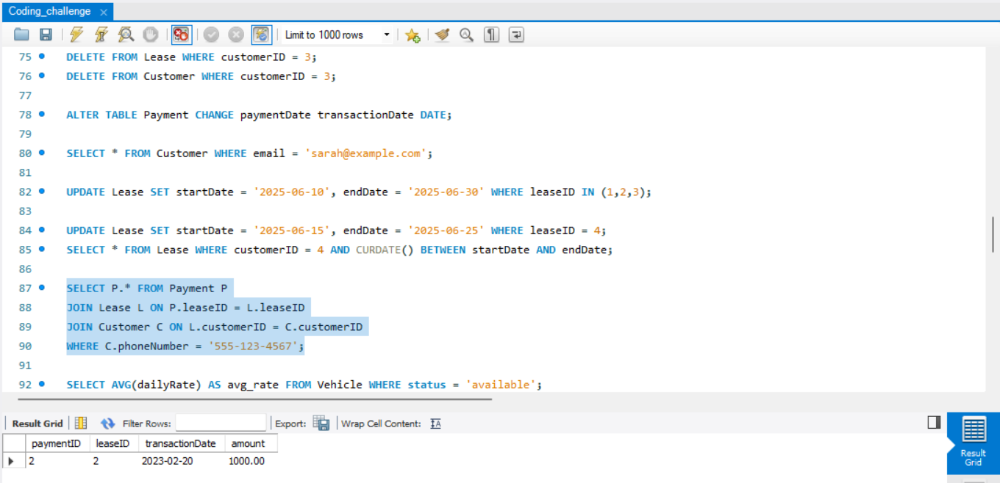 Coding_challenge ×
Limit to 1000 rows
75 DELETE FROM Lease WHERE customerID = 3;
76 DELETE FROM Customer WHERE customerID = 3;
77
78 ALTER TABLE Payment CHANGE paymentDate transactionDate DATE;
79
80 SELECT * FROM Customer WHERE email = 'sarah@example.com';
81
82 UPDATE Lease SET startDate = '2025-06-10', endDate = '2025-06-30' WHERE leaseID IN (1,2,3);
83
84 UPDATE Lease SET startDate = '2025-06-15', endDate = '2025-06-25' WHERE leaseID = 4;
85 SELECT * FROM Lease WHERE customerID = 4 AND CURDATE() BETWEEN startDate AND endDate;
86
87 SELECT P.* FROM Payment P
88 JOIN Lease L ON P.leaseID = L.leaseID
89 JOIN Customer C ON L.customerID = C.customerID
90 WHERE C.phoneNumber = '555-123-4567';
91
92 SELECT AVG(dailyRate) AS avg_rate FROM Vehicle WHERE status = 'available';
Result Grid Filter Rows: Export: Wrap Cell Content: IA
paymentID leaseID transactionDate amount
2 2 2023-02-20 1000.00
Result
Grid